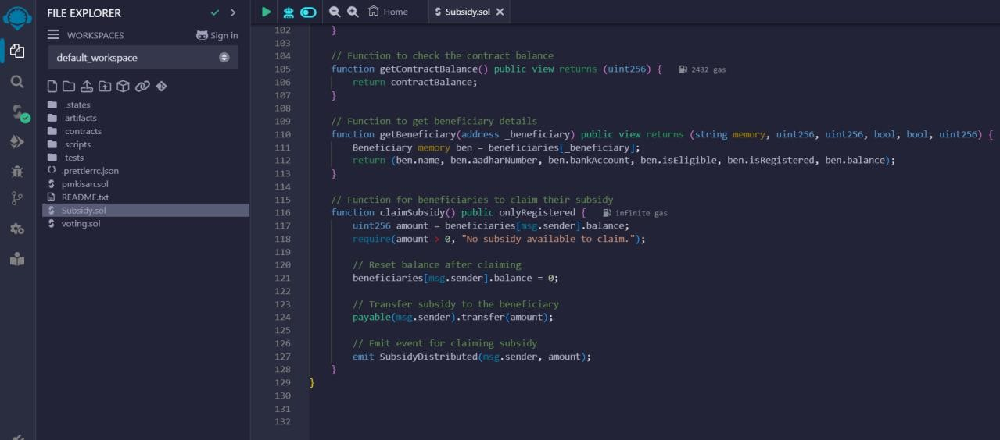 FILE EXPLORER
WORKSPACES
Sign in
default_workspace
.states
artifacts
contracts
scripts
tests
.prettierrc.json
pmkisan.sol
README.txt
Subsidy.sol
voting.sol
Home
Subsidy.sol
102 }
103
104 // Function to check the contract balance
105 function getContractBalance() public view returns (uint256) { 2432 gas
106 return contractBalance;
107 }
108
109 // Function to get beneficiary details
110 function getBeneficiary(address _beneficiary) public view returns (string memory, uint256, uint256, bool, bool, uint256) {
111 Beneficiary memory ben = beneficiaries[_beneficiary];
112 return (ben.name, ben.aadharNumber, ben.bankAccount, ben.isEligible, ben.isRegistered, ben.balance);
113 }
114
115 // Function for beneficiaries to claim their subsidy
116 function claimSubsidy() public onlyRegistered { infinite gas
117 uint256 amount = beneficiaries[msg.sender].balance;
118 require(amount > 0, "No subsidy available to claim.");
119
120 // Reset balance after claiming
121 beneficiaries[msg.sender].balance = 0;
122
123 // Transfer subsidy to the beneficiary
124 payable(msg.sender).transfer(amount);
125
126 // Emit event for claiming subsidy
127 emit SubsidyDistributed(msg.sender, amount);
128 }
129 }
130
131
132